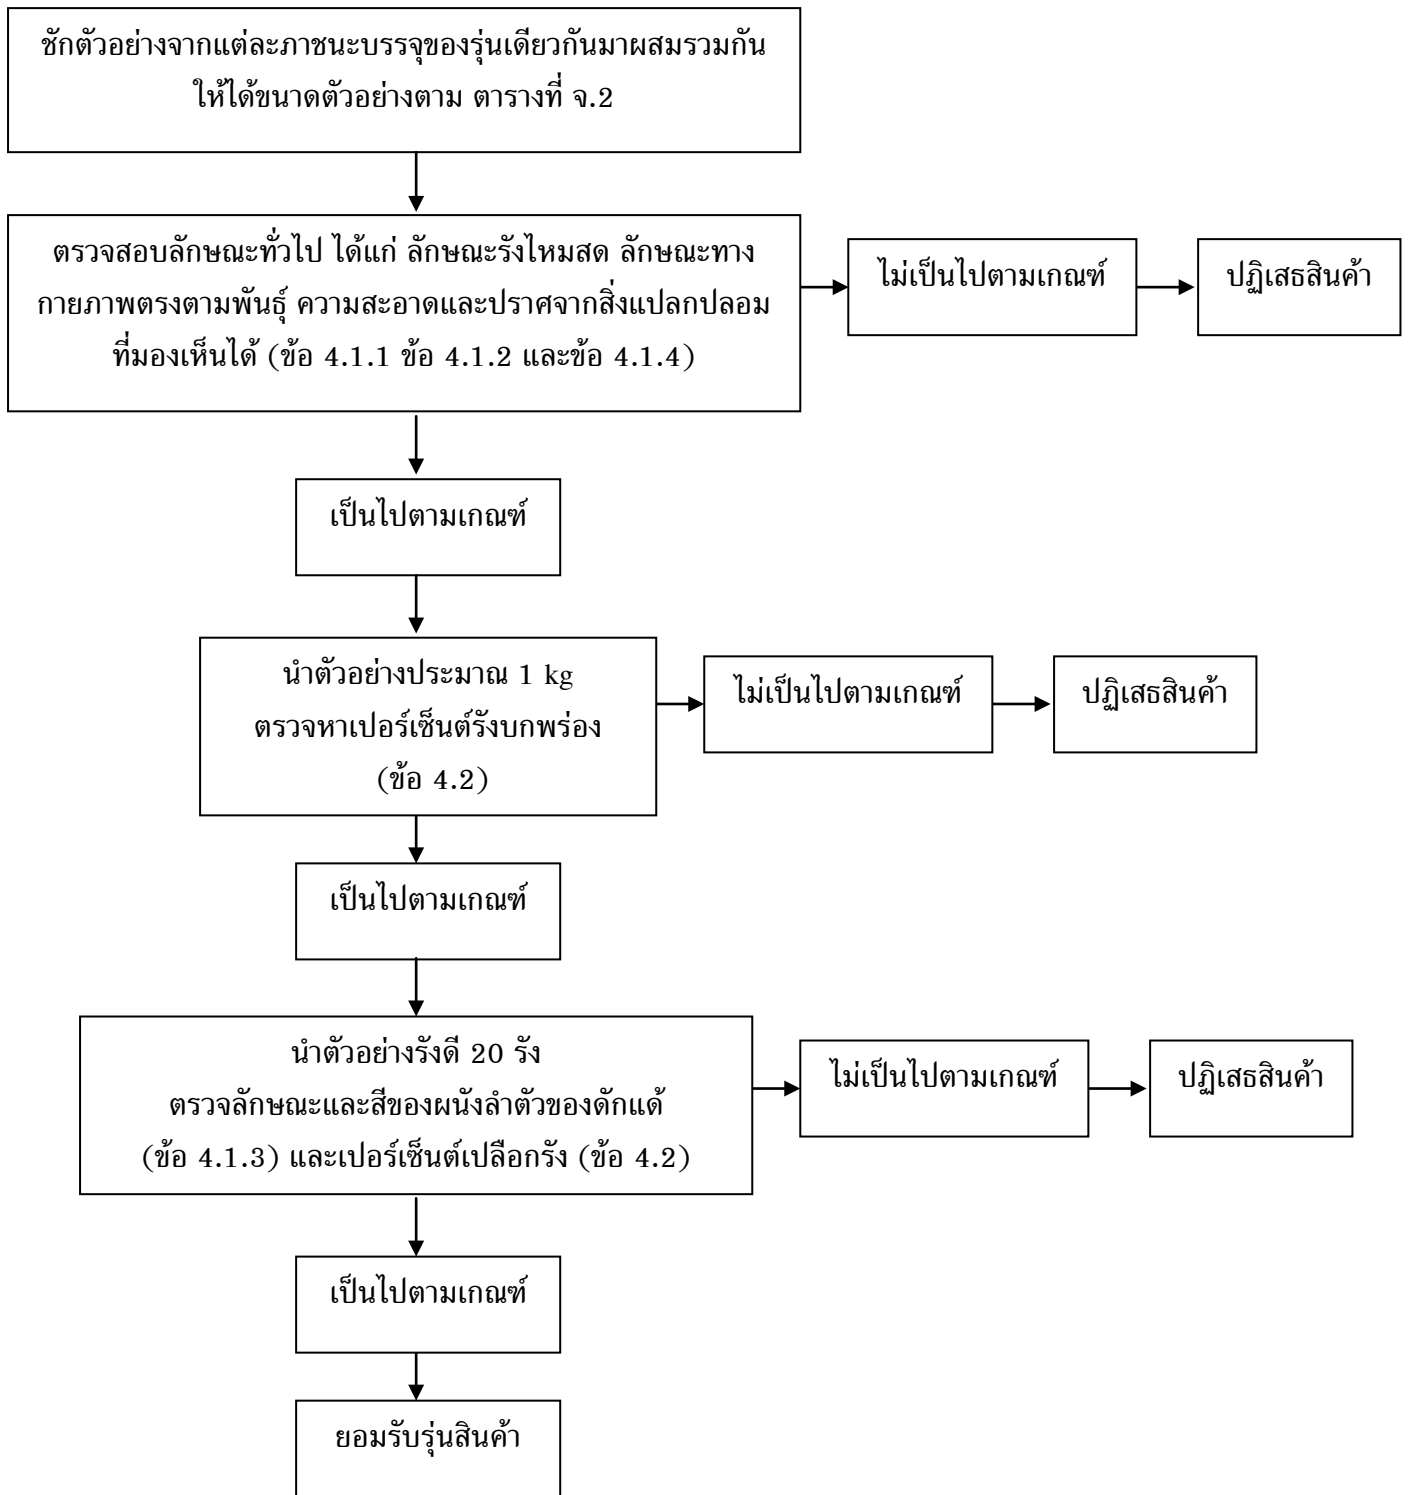 ชักตัวอย่างจากแต่ละภาชนะบรรจุของรุ่นเดียวกันมาผสมรวมกัน
ให้ได้ขนาดตัวอย่างตาม ตารางที่ จ.2
ตรวจสอบลักษณะทั่วไป ได้แก่ ลักษณะรังไหมสด ลักษณะทาง
กายภาพตรงตามพันธุ์ ความสะอาดและปราศจากสิ่งแปลกปลอม
ที่มองเห็นได้ (ข้อ 4.1.1 ข้อ 4.1.2 และข้อ 4.1.4)
ไม่เป็นไปตามเกณฑ์
ปฏิเสธสินค้า
เป็นไปตามเกณฑ์
นำตัวอย่างประมาณ 1 kg
ตรวจหาเปอร์เซ็นต์รังบกพร่อง
(ข้อ 4.2)
ไม่เป็นไปตามเกณฑ์
ปฏิเสธสินค้า
เป็นไปตามเกณฑ์
นำตัวอย่างรังดี 20 รัง
ตรวจลักษณะและสีของผนังลำตัวของดักแด้
(ข้อ 4.1.3) และเปอร์เซ็นต์เปลือกรัง (ข้อ 4.2)
ไม่เป็นไปตามเกณฑ์
ปฏิเสธสินค้า
เป็นไปตามเกณฑ์
ยอมรับรุ่นสินค้า